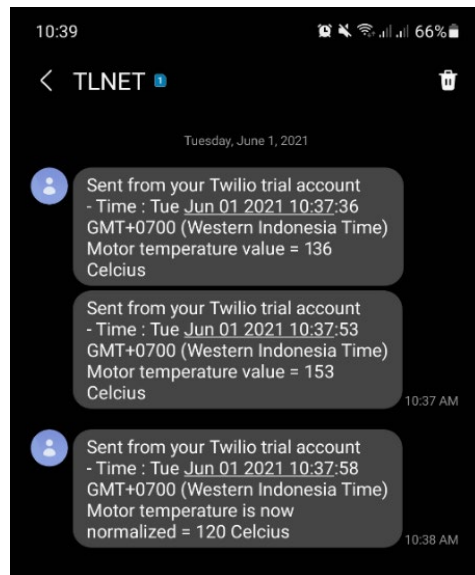 10:39 66%
TLNET 1
Tuesday, June 1, 2021
Sent from your Twilio trial account
- Time : Tue Jun 01 2021 10:37:36
GMT+0700 (Western Indonesia Time)
Motor temperature value = 136
Celcius
Sent from your Twilio trial account
- Time : Tue Jun 01 2021 10:37:53
GMT+0700 (Western Indonesia Time)
Motor temperature value = 153
Celcius
10:37 AM
Sent from your Twilio trial account
- Time : Tue Jun 01 2021 10:37:58
GMT+0700 (Western Indonesia Time)
Motor temperature is now
normalized = 120 Celcius
10:38 AM